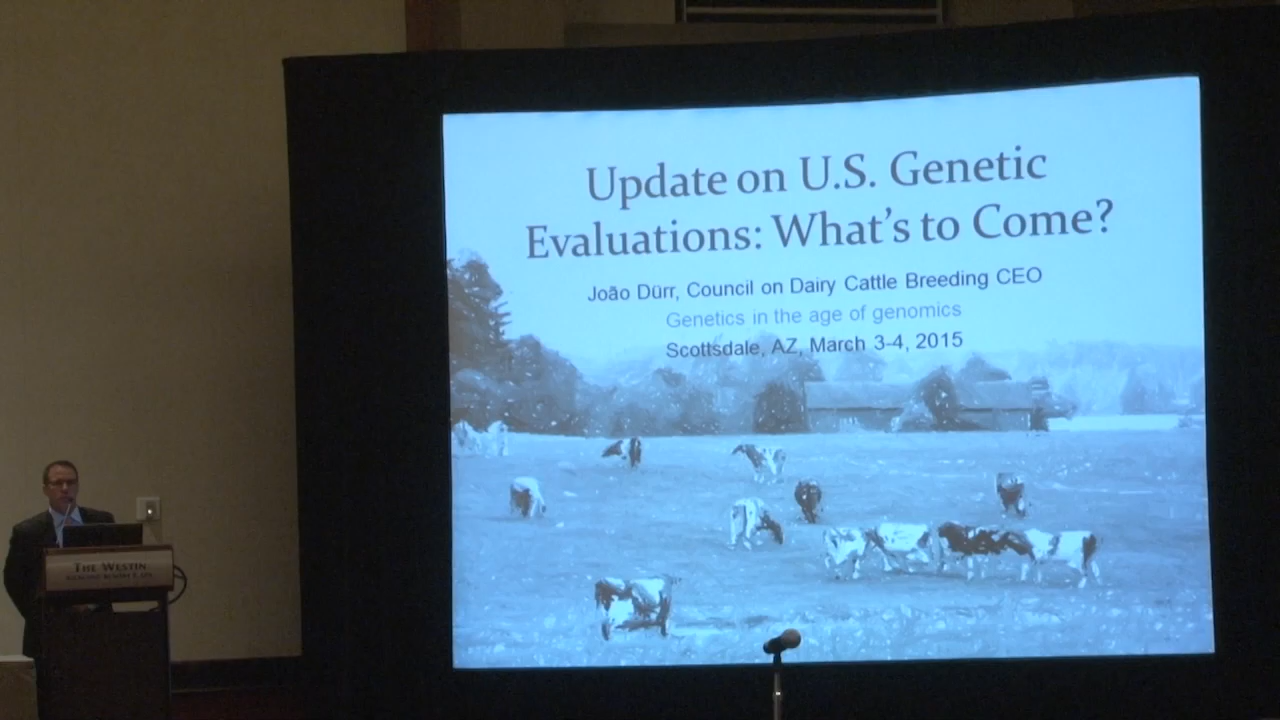 Update on U.S. Genetic
Evaluations: What's to Come?
João Dürr, Council on Dairy Cattle Breeding CEO
Genetics in the age of genomics
Scottsdale, AZ, March 3-4, 2015
THE WESTIN